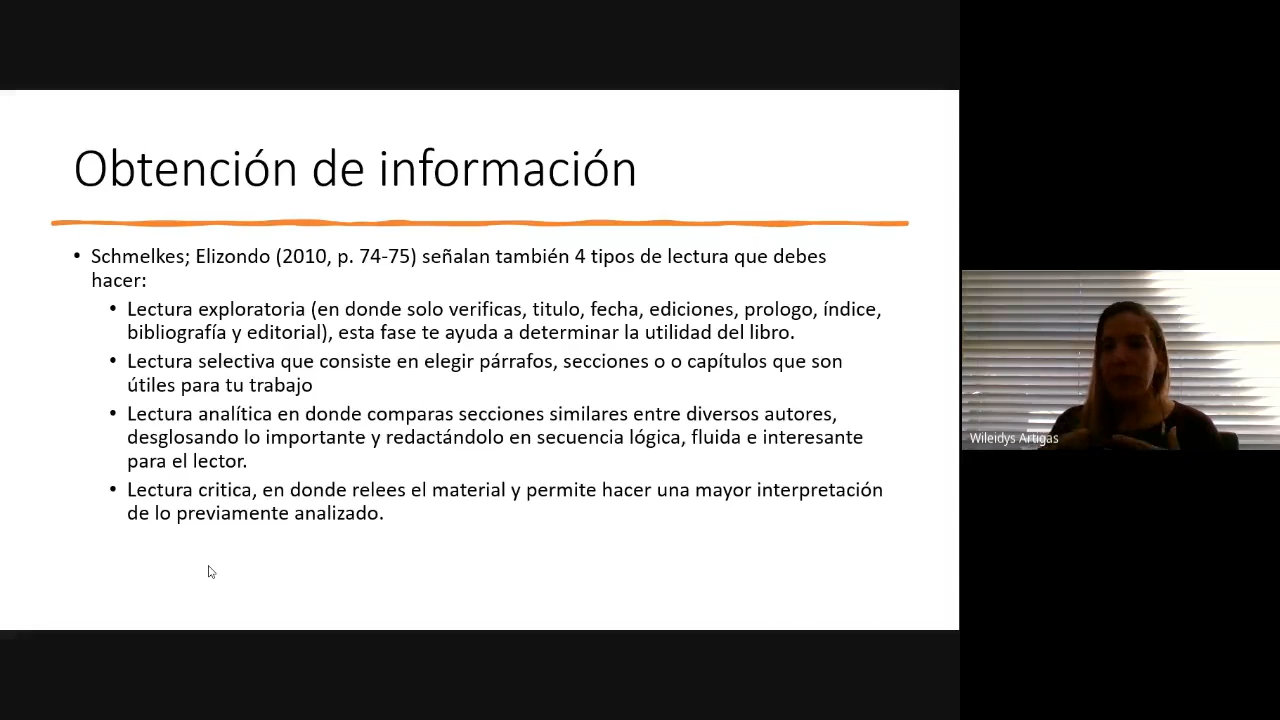 Obtención de información
• Schmelkes; Elizondo (2010, p. 74-75) señalan también 4 tipos de lectura que debes
hacer:
• Lectura exploratoria (en donde solo verificas, titulo, fecha, ediciones, prologo, índice,
bibliografía y editorial), esta fase te ayuda a determinar la utilidad del libro.
• Lectura selectiva que consiste en elegir párrafos, secciones o o capítulos que son
útiles para tu trabajo
• Lectura analítica en donde comparas secciones similares entre diversos autores,
desglosando lo importante y redactándolo en secuencia lógica, fluida e interesante
para el lector.
• Lectura critica, en donde relees el material y permite hacer una mayor interpretación
de lo previamente analizado.
Wileidys Artigas